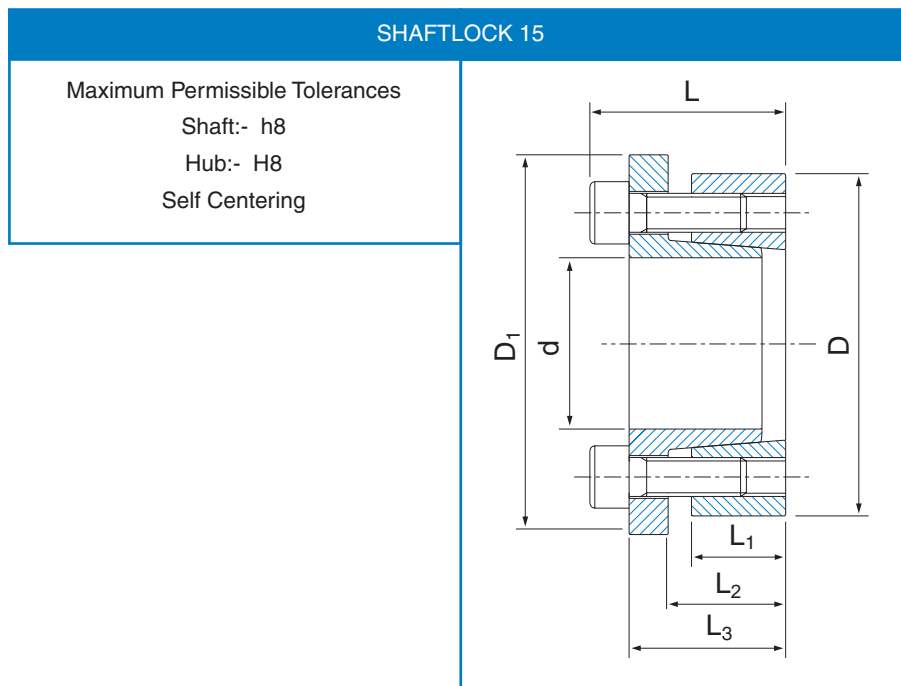 SHAFTLOCK 15
Maximum Permissible Tolerances
Shaft:- h8
Hub:- H8
Self Centering
L
D₁
d
D
L₁
L₂
L₃